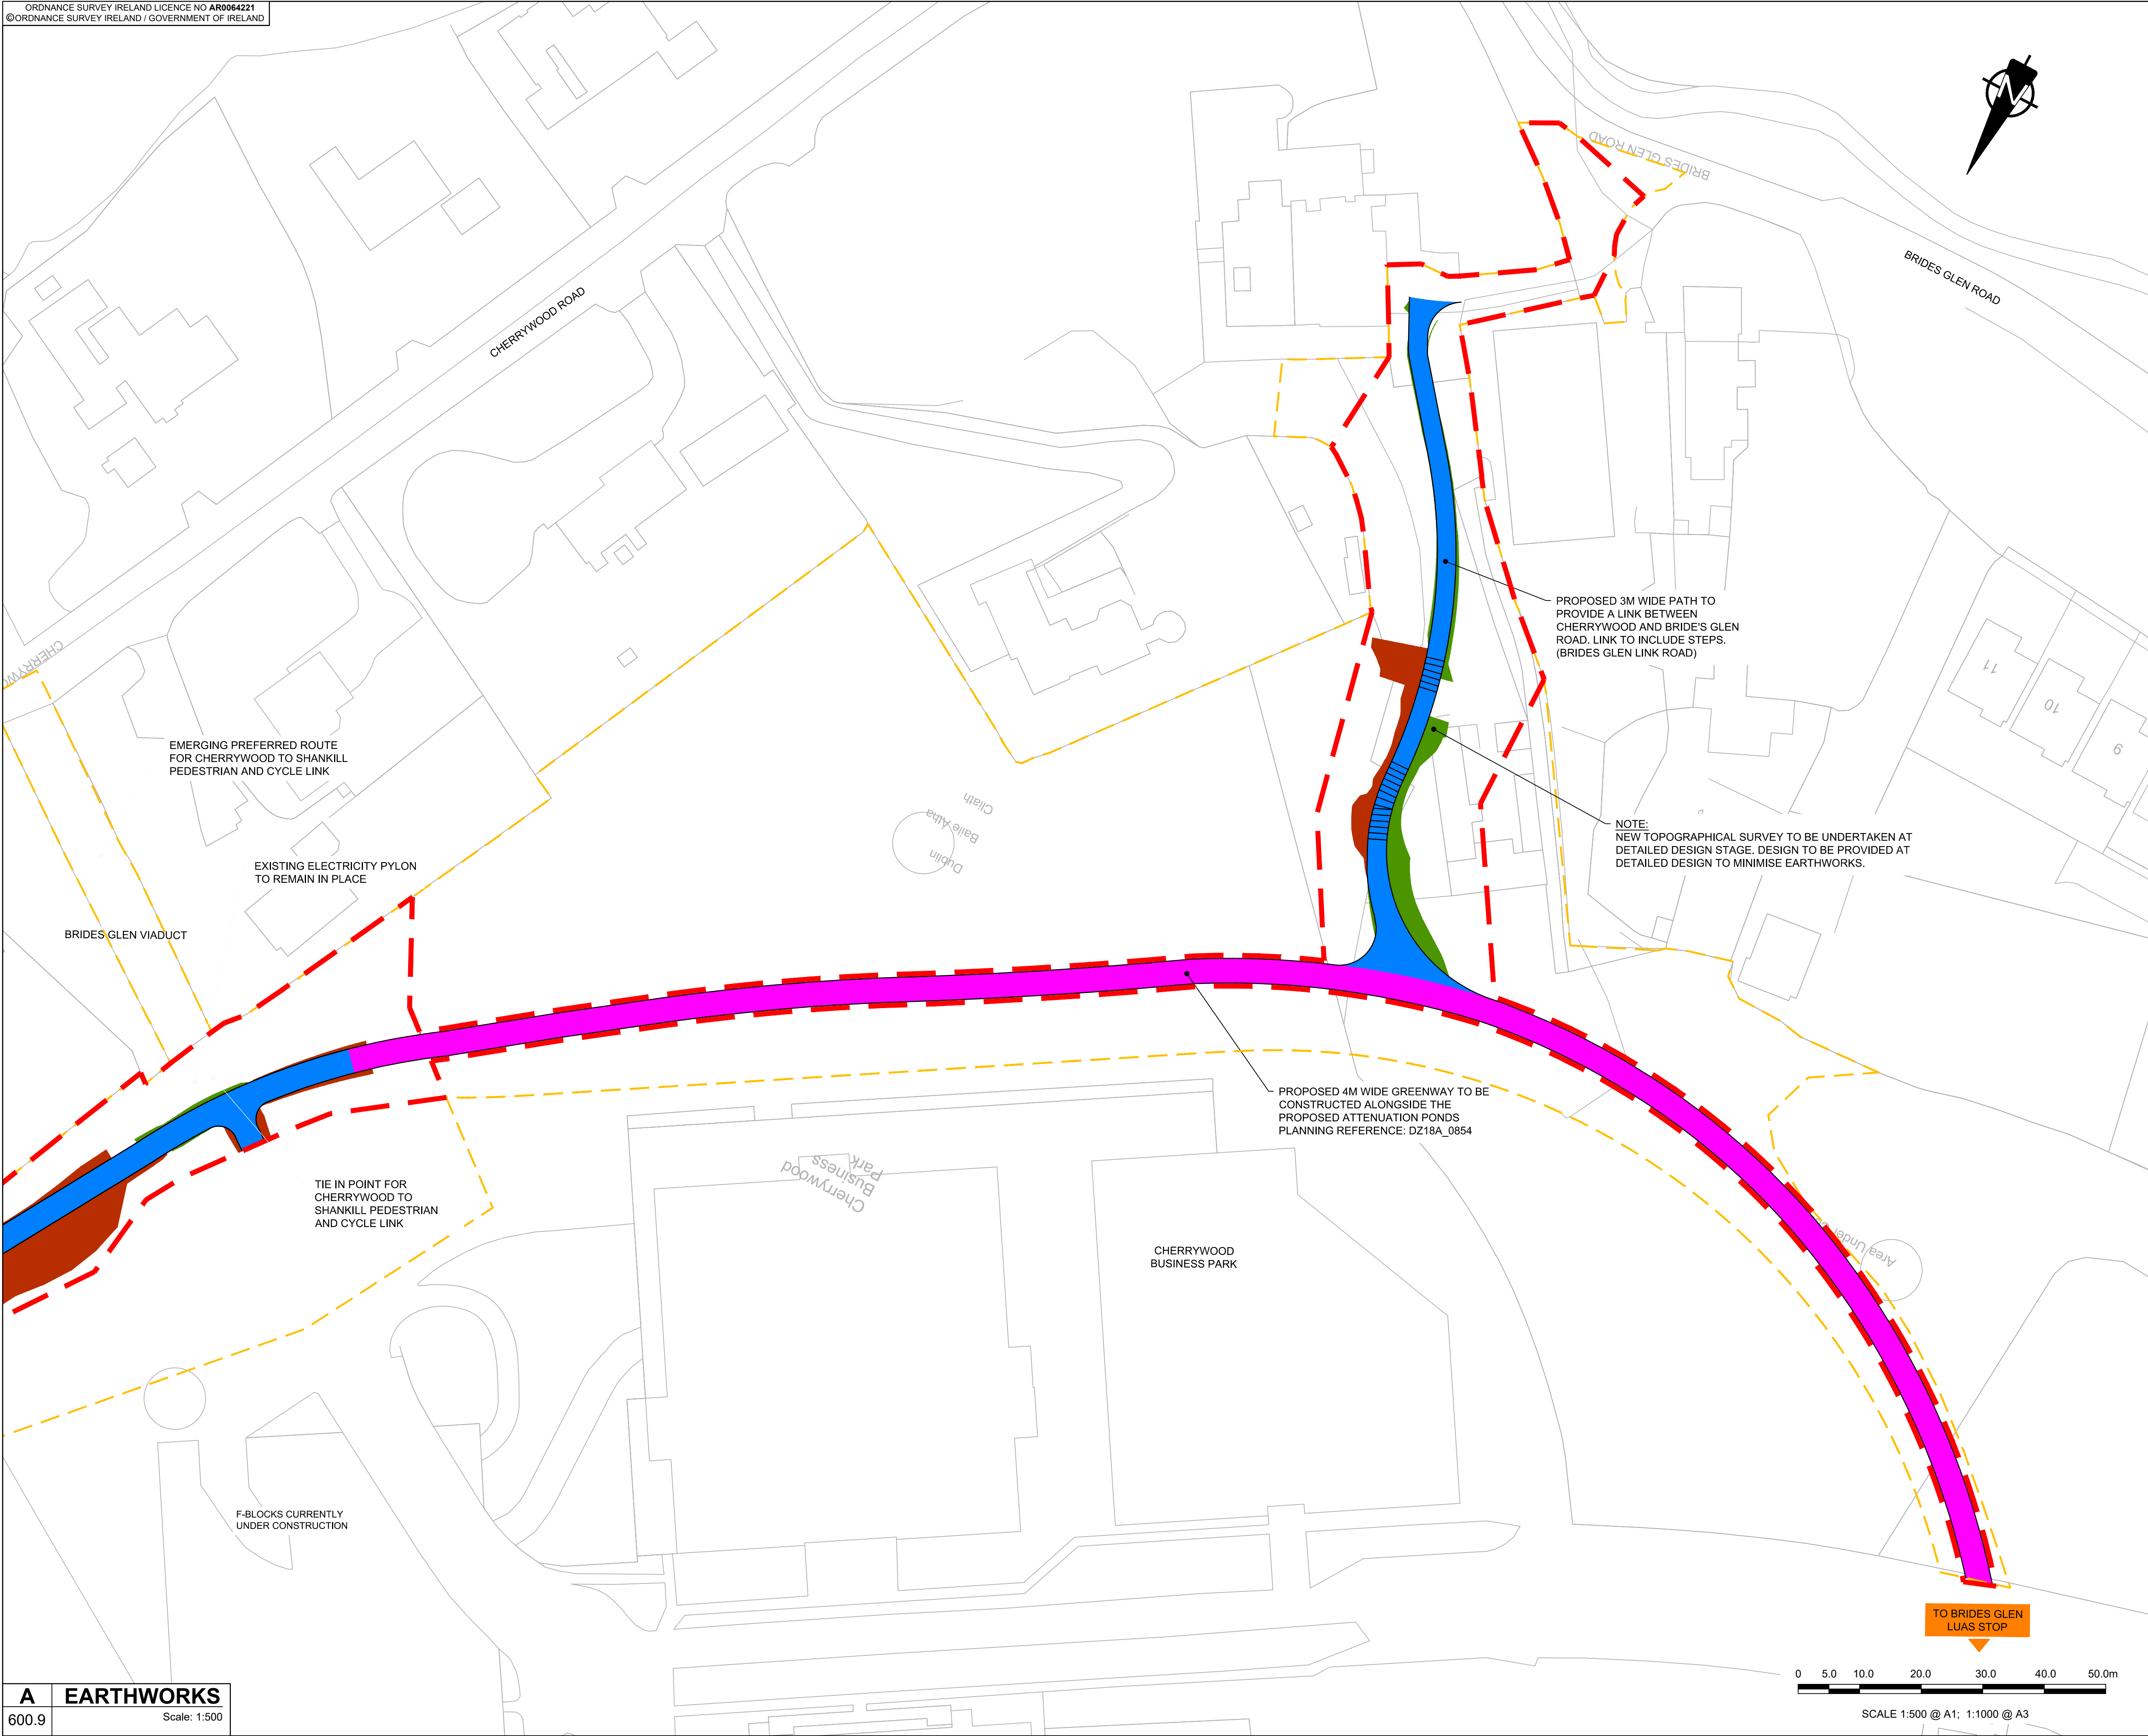 ORDNANCE SURVEY IRELAND LICENCE NO AR0064221
©ORDNANCE SURVEY IRELAND / GOVERNMENT OF IRELAND
N
BRIDES GLEN ROAD
BRIDES GLEN ROAD
CHERRYWOOD ROAD
PROPOSED 3M WIDE PATH TO
PROVIDE A LINK BETWEEN
CHERRYWOOD AND BRIDE'S GLEN
ROAD. LINK TO INCLUDE STEPS.
(BRIDES GLEN LINK ROAD)
CHERRYWO
11
10
9
EMERGING PREFERRED ROUTE
FOR CHERRYWOOD TO SHANKILL
PEDESTRIAN AND CYCLE LINK
Dublin
Baile Atha
Cliath
NOTE:
NEW TOPOGRAPHICAL SURVEY TO BE UNDERTAKEN AT
DETAILED DESIGN STAGE. DESIGN TO BE PROVIDED AT
DETAILED DESIGN TO MINIMISE EARTHWORKS.
EXISTING ELECTRICITY PYLON
TO REMAIN IN PLACE
BRIDES GLEN VIADUCT
PROPOSED 4M WIDE GREENWAY TO BE
CONSTRUCTED ALONGSIDE THE
PROPOSED ATTENUATION PONDS
PLANNING REFERENCE: DZ18A_0854
Cherrywood
Business
Park
TIE IN POINT FOR
CHERRYWOOD TO
SHANKILL PEDESTRIAN
AND CYCLE LINK
CHERRYWOOD
BUSINESS PARK
Area Under
F-BLOCKS CURRENTLY
UNDER CONSTRUCTION
TO BRIDES GLEN
LUAS STOP
0 5.0 10.0 20.0 30.0 40.0 50.0m
SCALE 1:500 @ A1; 1:1000 @ A3
A EARTHWORKS
600.9 Scale: 1:500